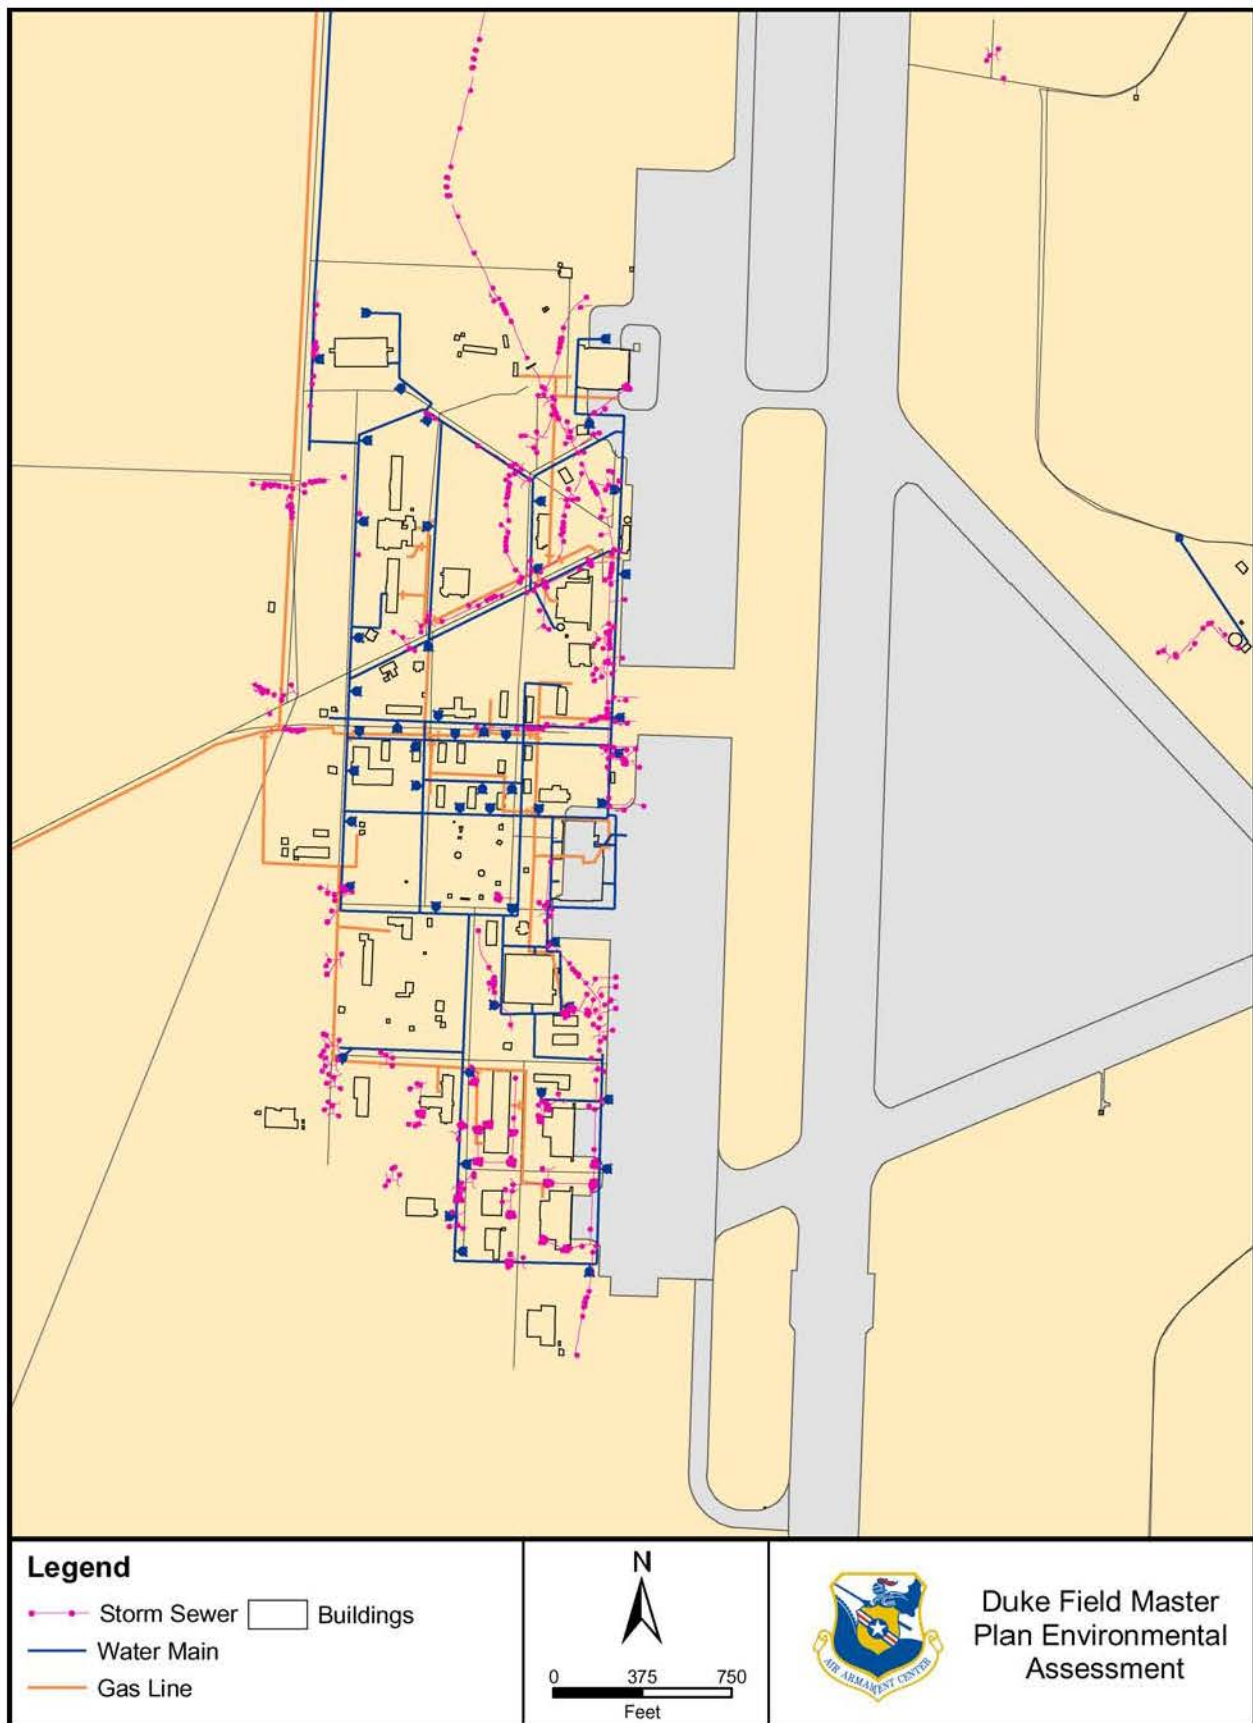 Legend
Storm Sewer
Buildings
Water Main
Gas Line
N
0 375 750
Feet
AIR ARMAMENT CENTER
Duke Field Master
Plan Environmental
Assessment